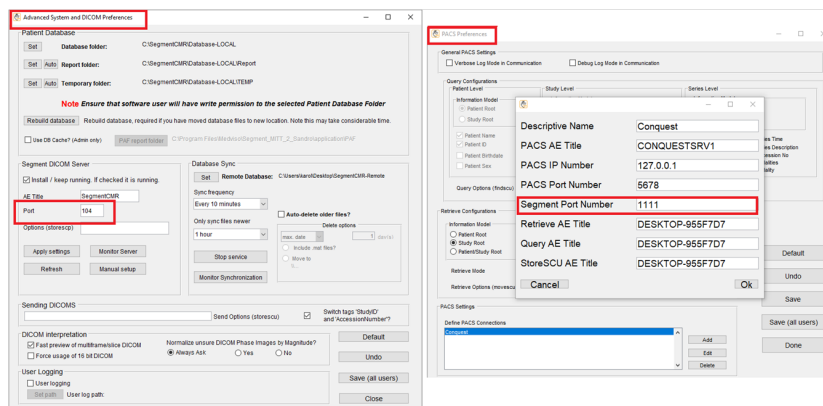 Advanced System and DICOM Preferences
Patient Database
Set Database folder: C:\SegmentCMR\Database-LOCAL
Set Auto Report folder: C:\SegmentCMR\Database-LOCAL\Report
Set Auto Temporary folder: C:\SegmentCMR\Database-LOCAL\TEMP
Note Ensure that software user will have write permission to the selected Patient Database Folder
Rebuild database Rebuild database, required if you have moved database files to new location. Note this may take considerable time.
Use DB Cache? (Admin only) PAF report folder
Segment DICOM Server
Install / keep running. If checked it is running.
AE Title SegmentCMR
Port 104
Options (storescp)
Apply settings Monitor Server
Refresh Manual setup
Database Sync
Set Remote Database: C:\Users\karol\Desktop\SegmentCMR-Remote
Sync frequency
Every 10 minutes
Only sync files newer
1 hour
Stop service
Monitor Synchronization
Auto-delete older files?
Delete options
max. date 1 day(s)
Include .mat files?
Move to
Sending DICOMS
Send Options (storescu) Switch tags 'StudyID' and 'AccessionNumber'?
DICOM interpretation
Fast preview of multiframe/slice DICOM
Force usage of 16 bit DICOM
Normalize unsure DICOM Phase Images by Magnitude?
Always Ask Yes No
User Logging
User logging
Set path User log path:
Default
Undo
Save (all users)
Close
PACS Preferences
General PACS Settings
Verbose Log Mode in Communication Debug Log Mode in Communication
Query Configurations
Patient Level Study Level Series Level
Information Model
Patient Root
Study Root
Patient Name
Patient ID
Patient Birthdate
Patient Sex
Query Options (findscu)
Retrieve Configurations
Information Model
Patient Root
Study Root
Patient/Study Root
Retrieve Mode
Retrieve Options (movescu
Descriptive Name Conquest
PACS AE Title CONQUESTSRV1
PACS IP Number 127.0.0.1
PACS Port Number 5678
Segment Port Number 1111
Retrieve AE Title DESKTOP-955F7D7
Query AE Title DESKTOP-955F7D7
StoreSCU AE Title DESKTOP-955F7D7
Cancel Ok
PACS Settings
Define PACS Connections
Conquest
Add
Edit
Delete
Default
Undo
Save
Save (all users)
Done